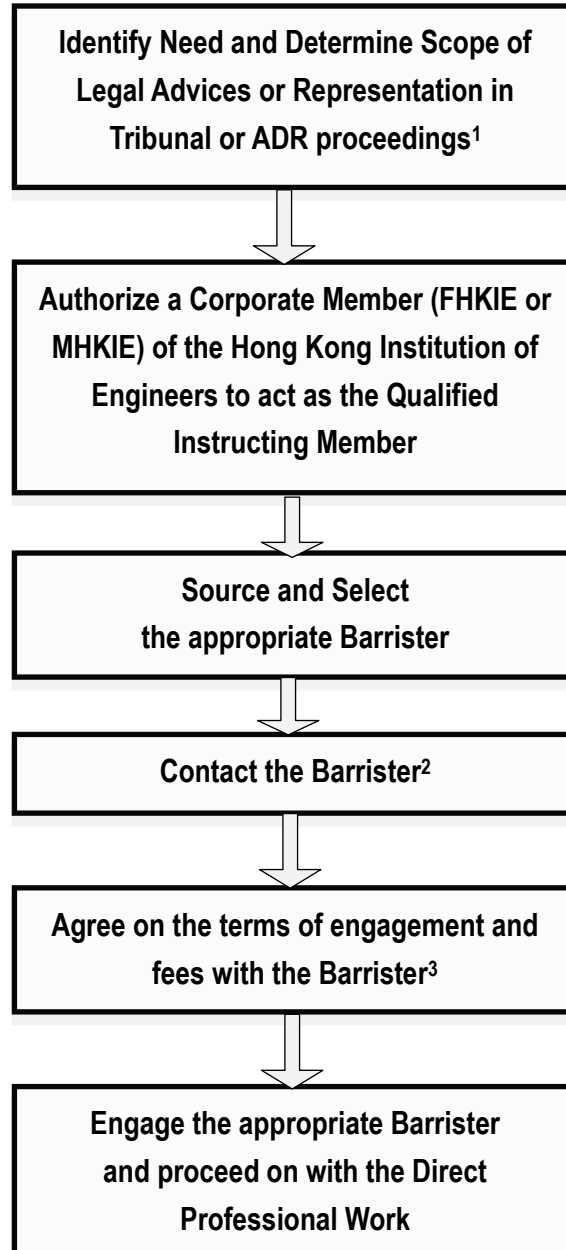 Identify Need and Determine Scope of
Legal Advices or Representation in
Tribunal or ADR proceedings¹
Authorize a Corporate Member (FHKIE or
MHKIE) of the Hong Kong Institution of
Engineers to act as the Qualified
Instructing Member
Source and Select
the appropriate Barrister
Contact the Barrister²
Agree on the terms of engagement and
fees with the Barrister³
Engage the appropriate Barrister
and proceed on with the Direct
Professional Work